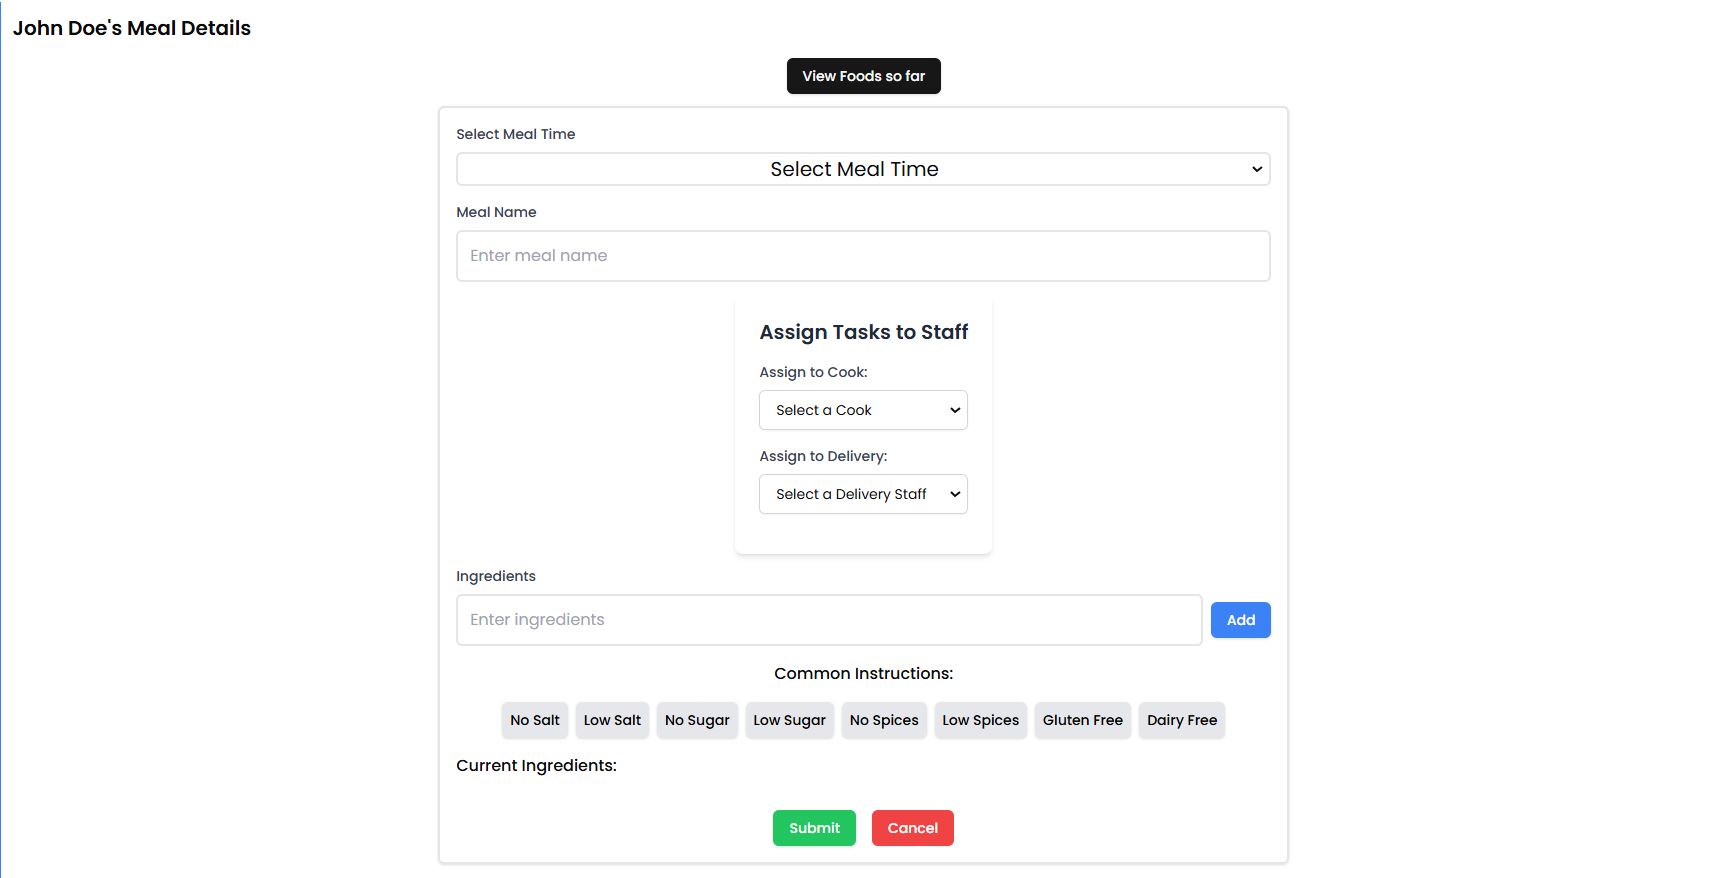 John Doe's Meal Details
View Foods so far
Select Meal Time
Select Meal Time
Meal Name
Enter meal name
Assign Tasks to Staff
Assign to Cook:
Select a Cook
Assign to Delivery:
Select a Delivery Staff
Ingredients
Enter ingredients Add
Common Instructions:
No Salt Low Salt No Sugar Low Sugar No Spices Low Spices Gluten Free Dairy Free
Current Ingredients:
Submit Cancel